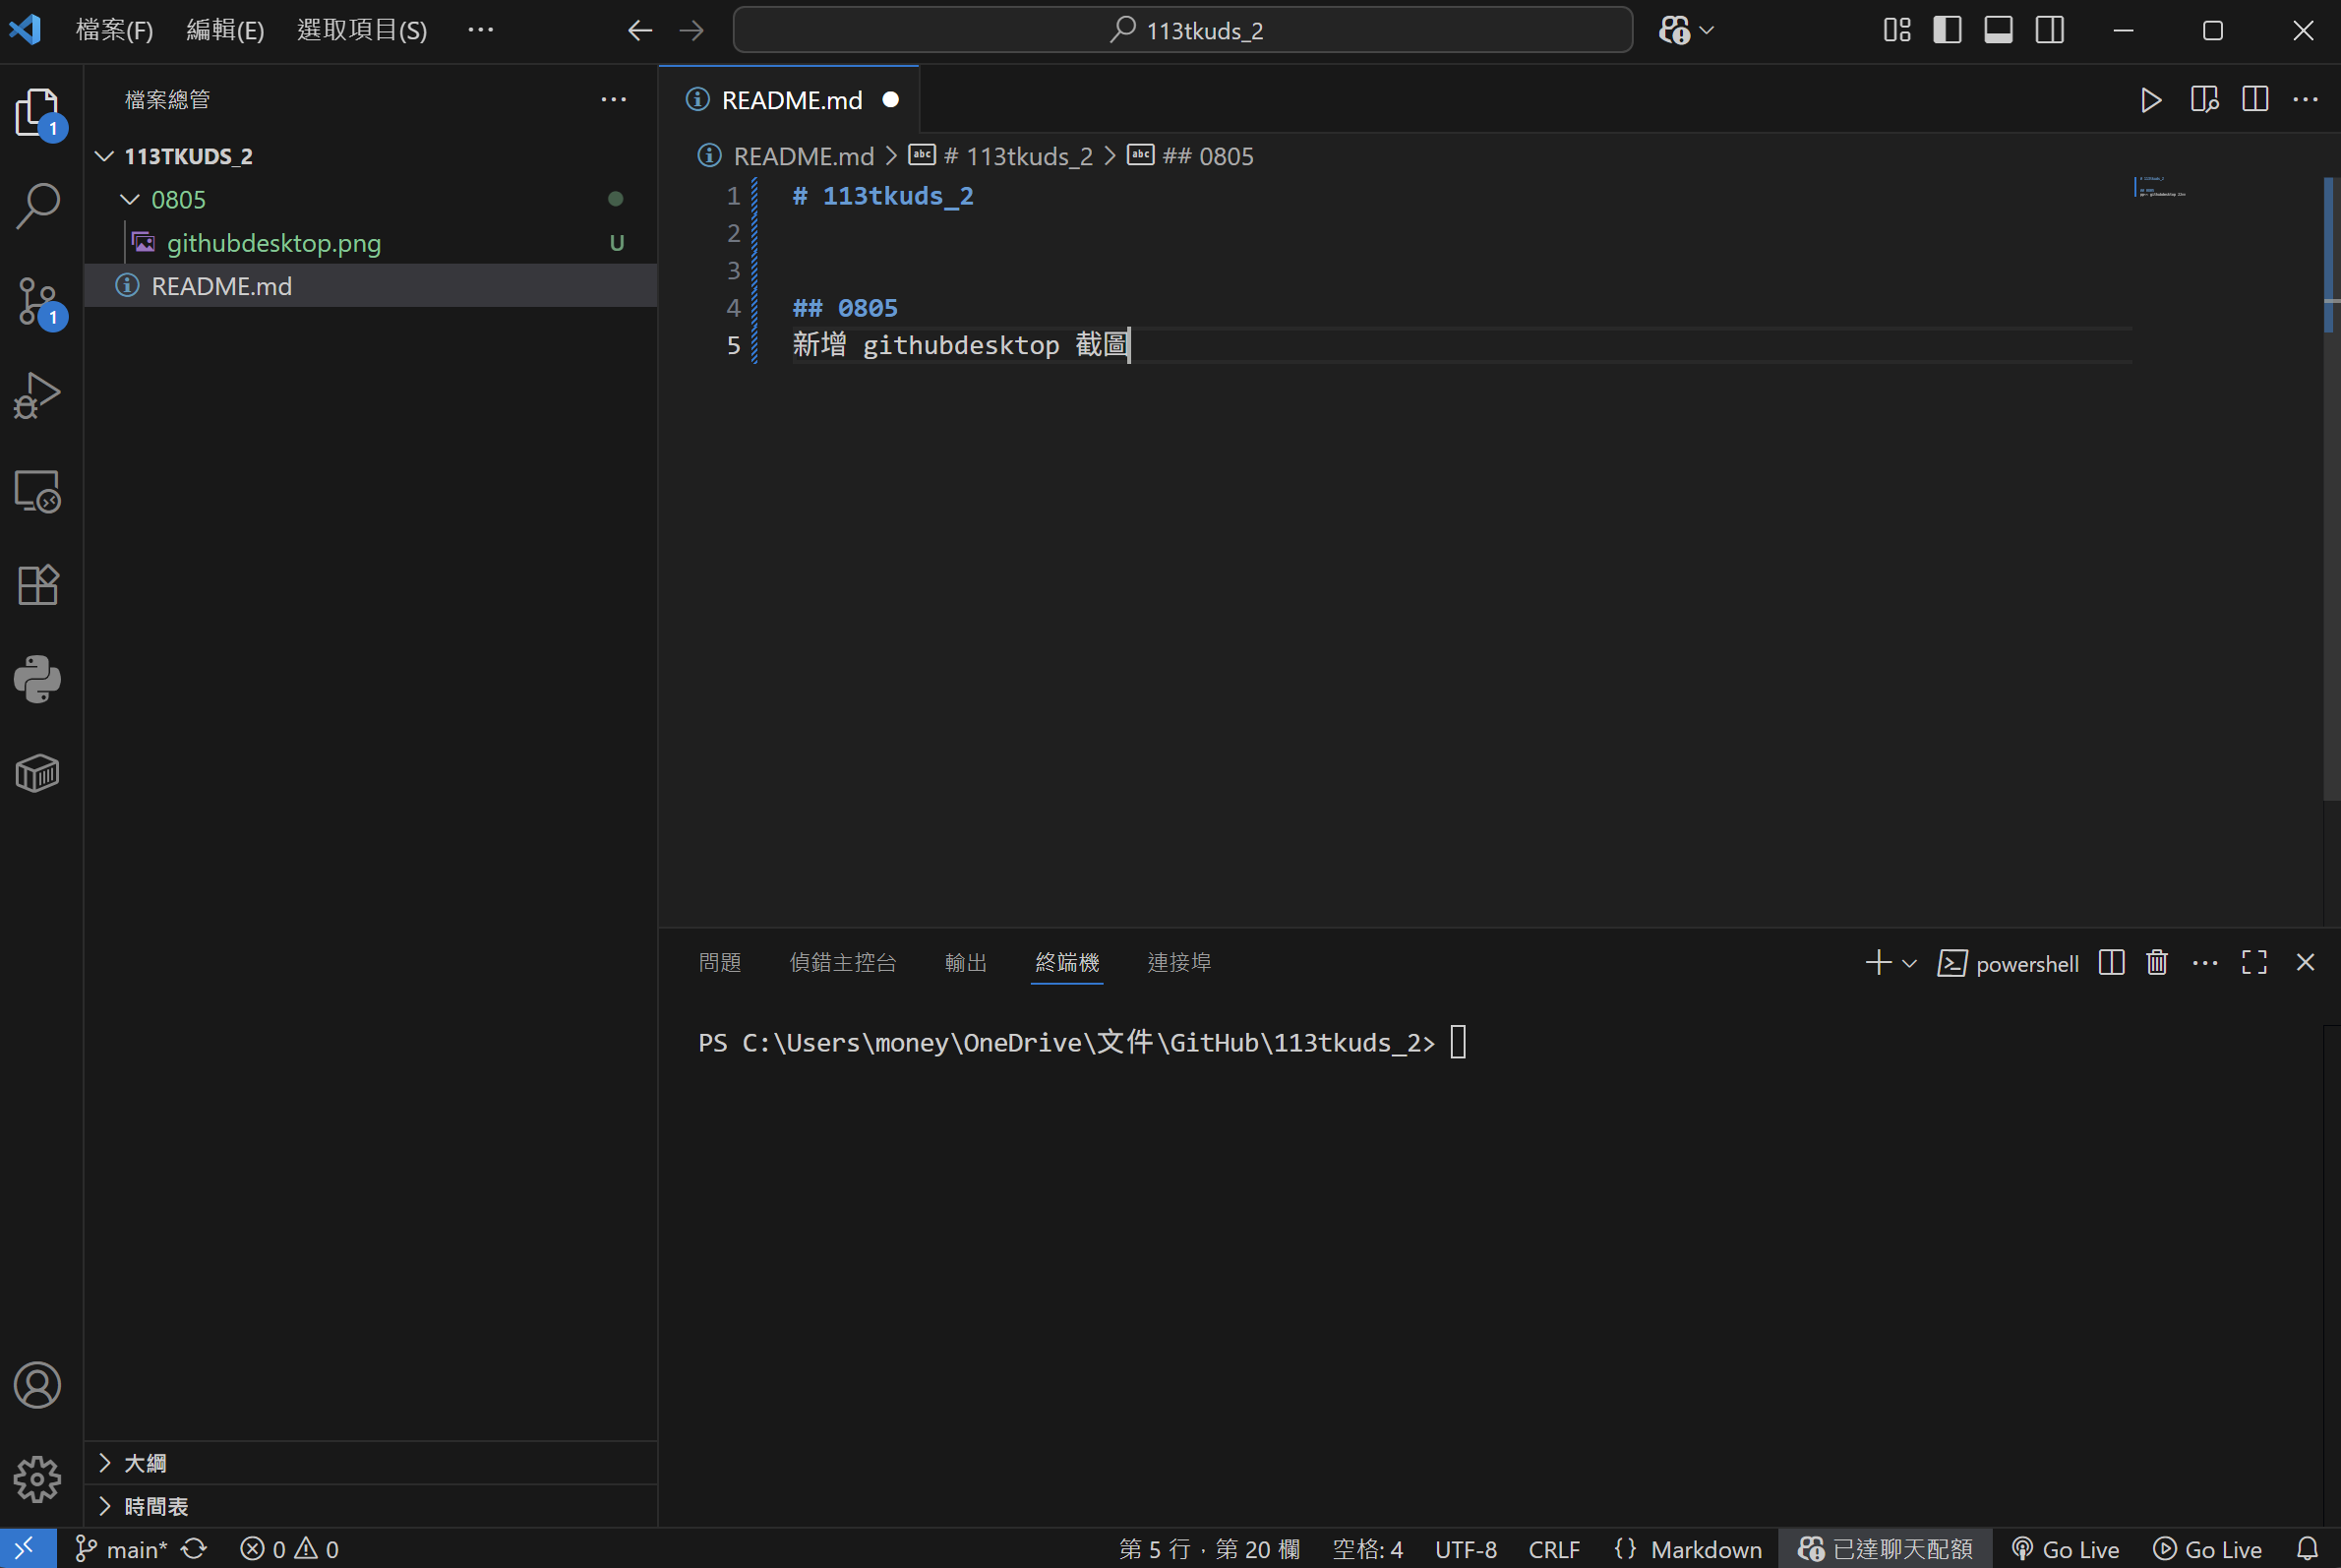 檔案(F) 編輯(E) 選取項目(S) ··· 113tkuds_2
檔案總管
1
113TKUDS_2
0805
githubdesktop.png U
README.md
1
README.md
README.md > # 113tkuds_2 > ## 0805
1 # 113tkuds_2
2
3
4 ## 0805
5 新增 githubdesktop 截圖
問題 偵錯主控台 輸出 終端機 連接埠 powershell
PS C:\Users\money\OneDrive\文件\GitHub\113tkuds_2>
大綱
時間表
main* 0 0 第 5 行，第 20 欄 空格: 4 UTF-8 CRLF {} Markdown 已達聊天配額 Go Live Go Live